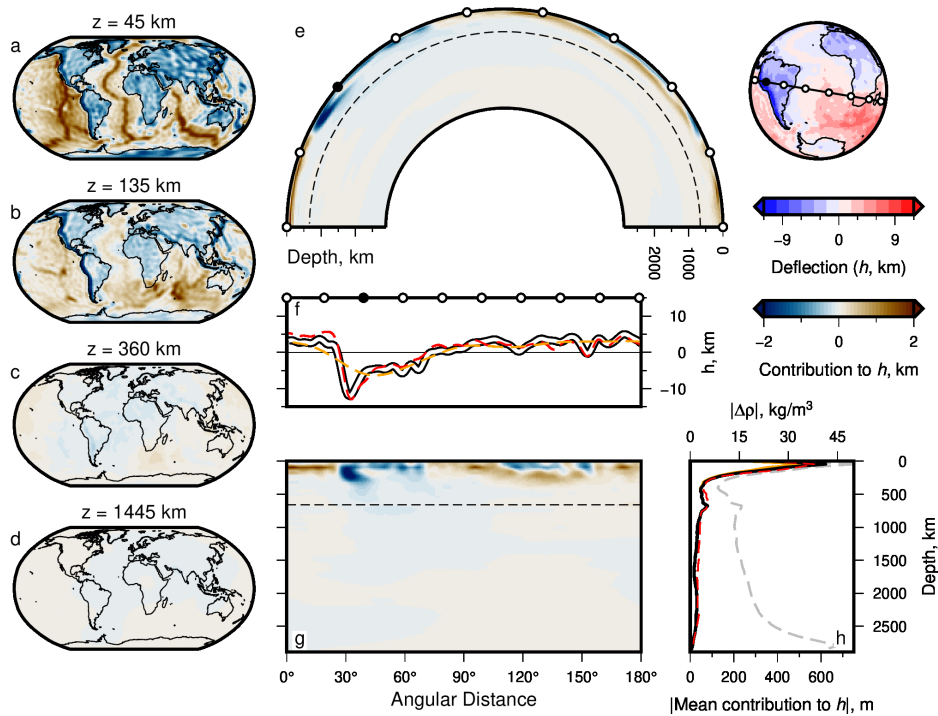 a
z = 45 km
b
z = 135 km
c
z = 360 km
d
z = 1445 km
e
Depth, km
2000
1000
0
−9 0 9
Deflection (h, km)
−2 0 2
Contribution to h, km
f
10
0
−10
h, km
g
0° 30° 60° 90° 120° 150° 180°
Angular Distance
|Δρ|, kg/m³
0 15 30 45
0
500
1000
1500
2000
2500
Depth, km
h
0 200 400 600
|Mean contribution to h|, m